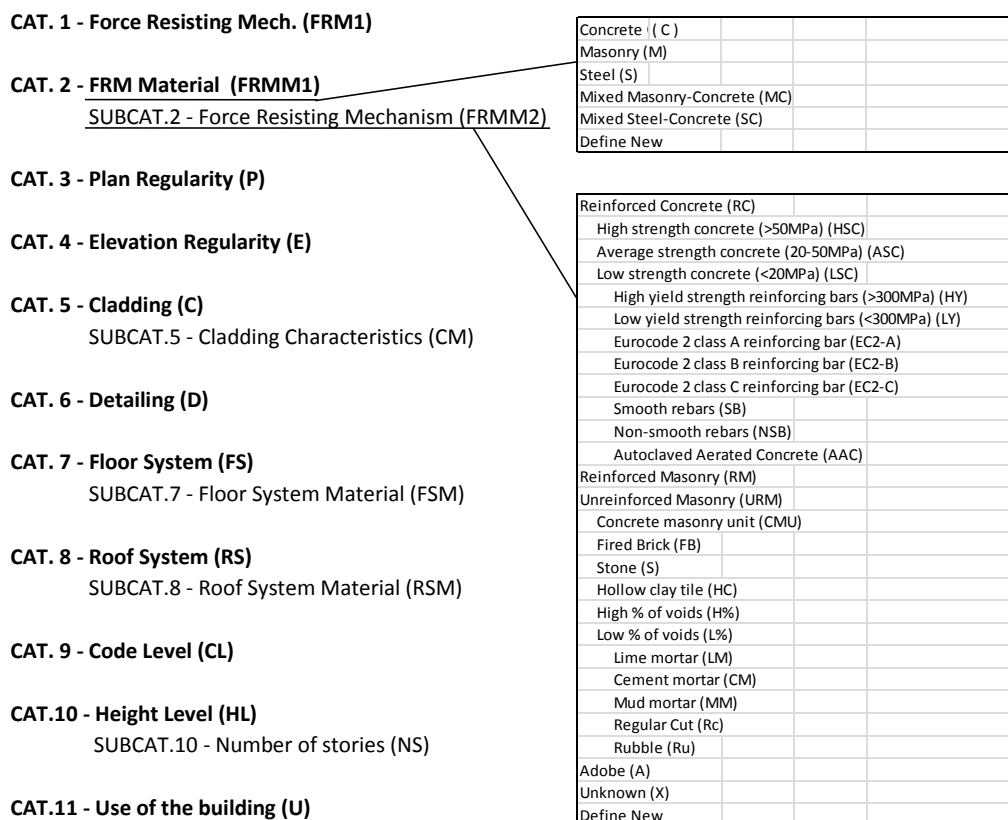 CAT. 1 - Force Resisting Mech. (FRM1)
CAT. 2 - FRM Material (FRMM1)
SUBCAT.2 - Force Resisting Mechanism (FRMM2)
CAT. 3 - Plan Regularity (P)
CAT. 4 - Elevation Regularity (E)
CAT. 5 - Cladding (C)
SUBCAT.5 - Cladding Characteristics (CM)
CAT. 6 - Detailing (D)
CAT. 7 - Floor System (FS)
SUBCAT.7 - Floor System Material (FSM)
CAT. 8 - Roof System (RS)
SUBCAT.8 - Roof System Material (RSM)
CAT. 9 - Code Level (CL)
CAT.10 - Height Level (HL)
SUBCAT.10 - Number of stories (NS)
CAT.11 - Use of the building (U)
Concrete ( C )
Masonry (M)
Steel (S)
Mixed Masonry-Concrete (MC)
Mixed Steel-Concrete (SC)
Define New
Reinforced Concrete (RC)
High strength concrete (>50MPa) (HSC)
Average strength concrete (20-50MPa) (ASC)
Low strength concrete (<20MPa) (LSC)
High yield strength reinforcing bars (>300MPa) (HY)
Low yield strength reinforcing bars (<300MPa) (LY)
Eurocode 2 class A reinforcing bar (EC2-A)
Eurocode 2 class B reinforcing bar (EC2-B)
Eurocode 2 class C reinforcing bar (EC2-C)
Smooth rebars (SB)
Non-smooth rebars (NSB)
Autoclaved Aerated Concrete (AAC)
Reinforced Masonry (RM)
Unreinforced Masonry (URM)
Concrete masonry unit (CMU)
Fired Brick (FB)
Stone (S)
Hollow clay tile (HC)
High % of voids (H%)
Low % of voids (L%)
Lime mortar (LM)
Cement mortar (CM)
Mud mortar (MM)
Regular Cut (Rc)
Rubble (Ru)
Adobe (A)
Unknown (X)
Define New